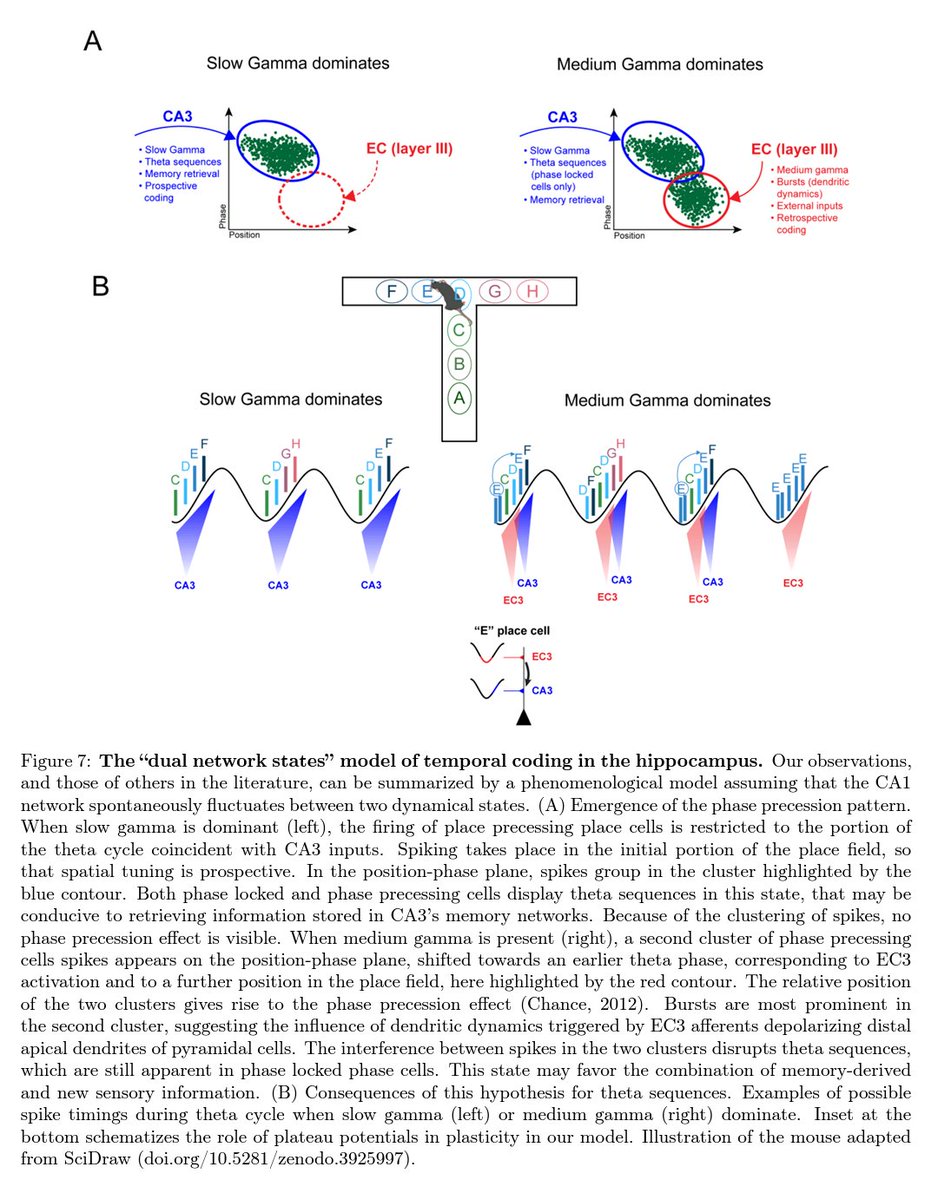 A
Slow Gamma dominates
CA3
• Slow Gamma
• Theta sequences
• Memory retrieval
• Prospective
coding
EC (layer III)
Phase
Position
Medium Gamma dominates
CA3
• Slow Gamma
• Theta sequences
(phase locked
cells only)
• Memory retrieval
EC (layer III)
• Medium gamma
• Bursts (dendritic
dynamics)
• External inputs
• Retrospective
coding
Phase
Position
B
F E D G H
C
B
A
Slow Gamma dominates
C D E F
C D G H
C D E F
CA3
CA3
CA3
Medium Gamma dominates
E C D E F
D F C D G H
E C D E F
E E E E
CA3
EC3
CA3
EC3
CA3
EC3
EC3
“E” place cell
EC3
CA3
Figure 7: The “dual network states” model of temporal coding in the hippocampus. Our observations,
and those of others in the literature, can be summarized by a phenomenological model assuming that the CA1
network spontaneously fluctuates between two dynamical states. (A) Emergence of the phase precession pattern.
When slow gamma is dominant (left), the firing of place precessing place cells is restricted to the portion of
the theta cycle coincident with CA3 inputs. Spiking takes place in the initial portion of the place field, so
that spatial tuning is prospective. In the position-phase plane, spikes group in the cluster highlighted by the
blue contour. Both phase locked and phase precessing cells display theta sequences in this state, that may be
conducive to retrieving information stored in CA3’s memory networks. Because of the clustering of spikes, no
phase precession effect is visible. When medium gamma is present (right), a second cluster of phase precessing
cells spikes appears on the position-phase plane, shifted towards an earlier theta phase, corresponding to EC3
activation and to a further position in the place field, here highlighted by the red contour. The relative position
of the two clusters gives rise to the phase precession effect (Chance, 2012). Bursts are most prominent in
the second cluster, suggesting the influence of dendritic dynamics triggered by EC3 afferents depolarizing distal
apical dendrites of pyramidal cells. The interference between spikes in the two clusters disrupts theta sequences,
which are still apparent in phase locked phase cells. This state may favor the combination of memory-derived
and new sensory information. (B) Consequences of this hypothesis for theta sequences. Examples of possible
spike timings during theta cycle when slow gamma (left) or medium gamma (right) dominate. Inset at the
bottom schematizes the role of plateau potentials in plasticity in our model. Illustration of the mouse adapted
from SciDraw (doi.org/10.5281/zenodo.3925997).